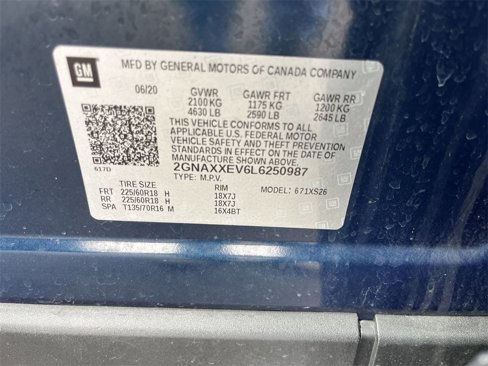 GM
MFD BY GENERAL MOTORS OF CANADA COMPANY
06/20 GVWR GAWR FRT GAWR RR
2100 KG 1175 KG 1200 KG
4630 LB 2590 LB 2645 LB
THIS VEHICLE CONFORMS TO ALL
APPLICABLE U.S. FEDERAL MOTOR
VEHICLE SAFETY, BUMPER, AND THEFT
PREVENTION STANDARDS IN EFFECT ON THE
DATE OF MANUFACTURE SHOWN ABOVE.
617D 2GNAXXEV6L6250987
TYPE: M.P.V. MODEL: 671XS26
TIRE SIZE RIM
FRT 225/60R18 H 18X7J
RR 225/60R18 H 18X7J
SPA T135/70R16 M 16X4BT